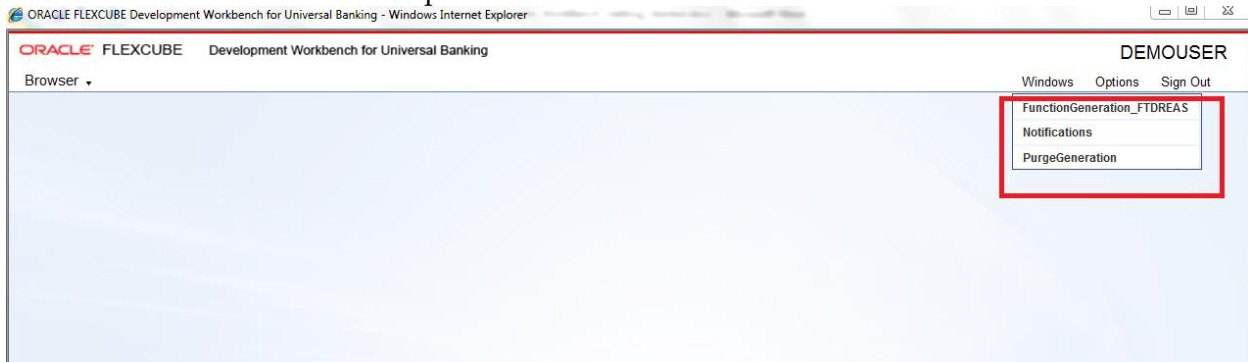 ORACLE FLEXCUBE Development Workbench for Universal Banking - Windows Internet Explorer
ORACLE FLEXCUBE Development Workbench for Universal Banking
DEMOUSER
Browser
Windows Options Sign Out
FunctionGeneration_FTDREAS
Notifications
PurgeGeneration